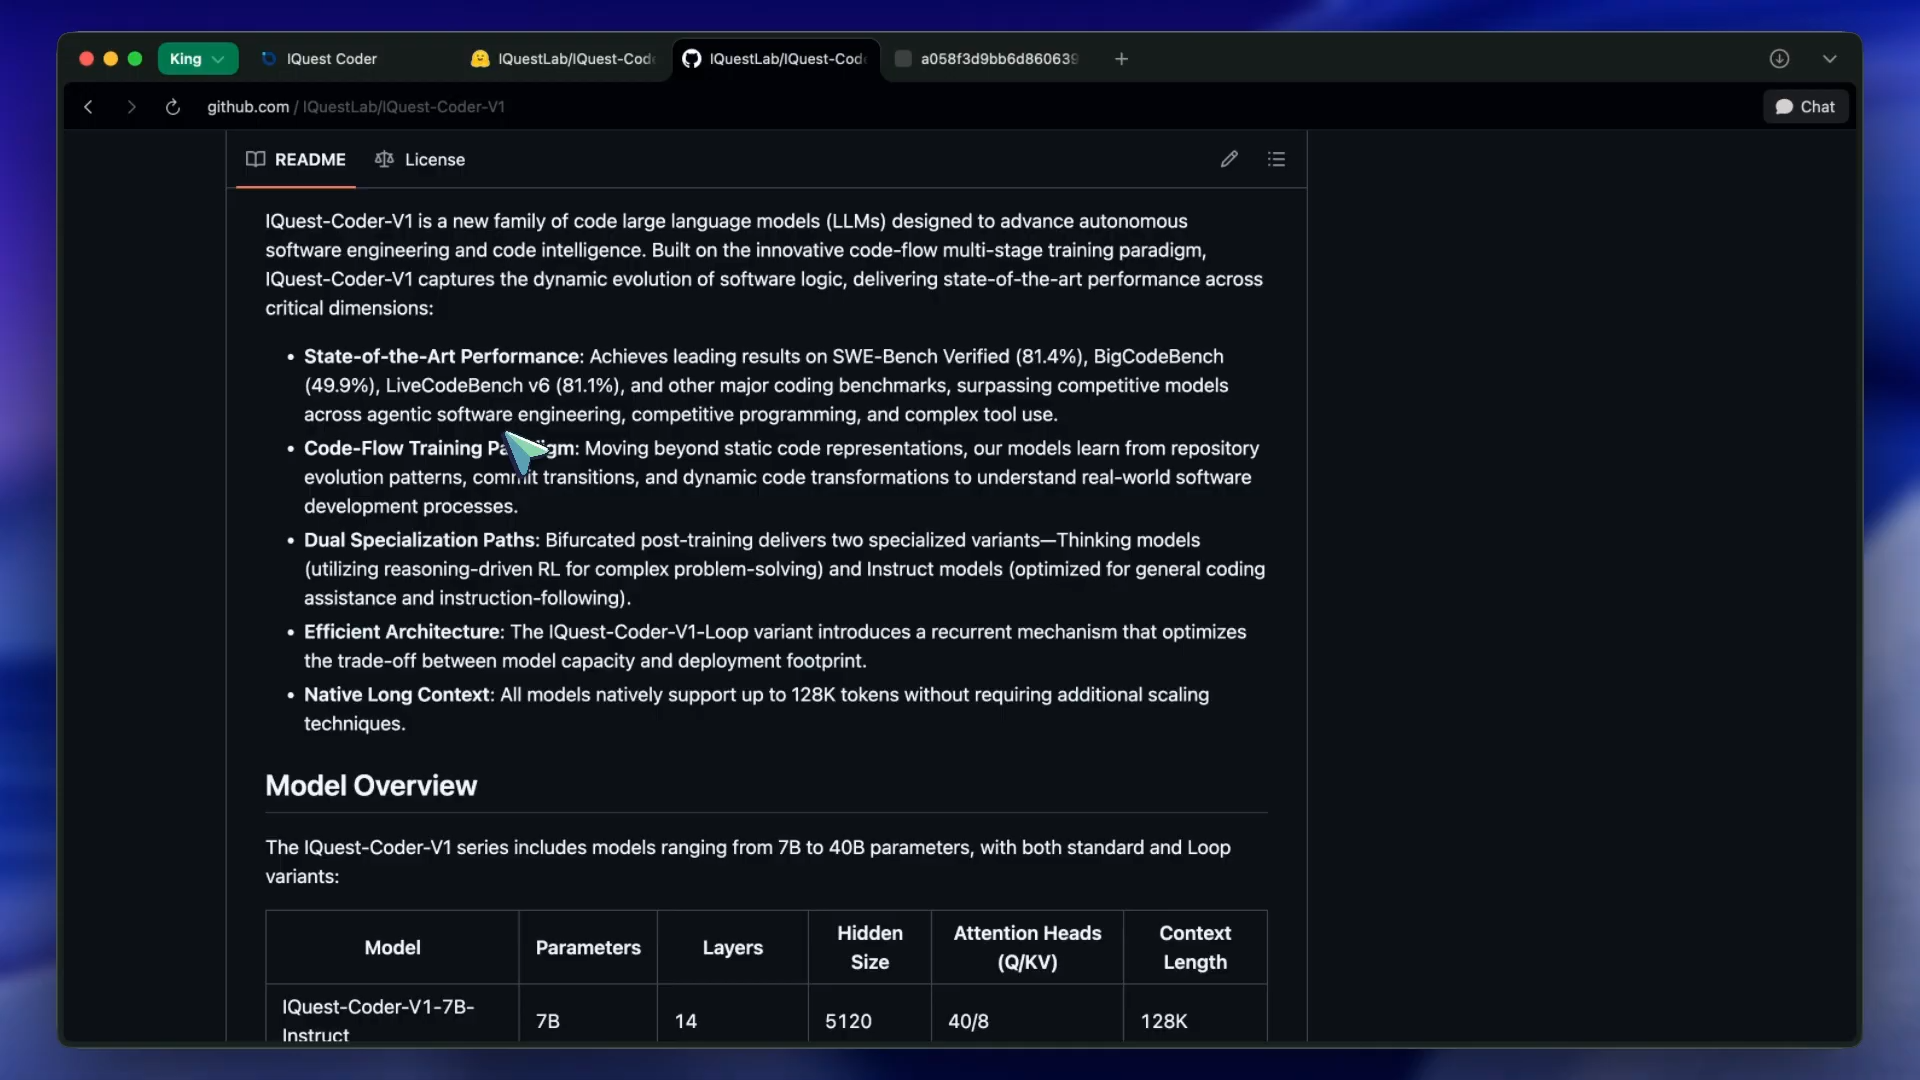 King
IQuest Coder
IQuestLab/IQuest-Cod
IQuestLab/IQuest-Cod
a058f3d9bb6d860639
github.com / IQuestLab/IQuest-Coder-V1
Chat
README
License
IQuest-Coder-V1 is a new family of code large language models (LLMs) designed to advance autonomous
software engineering and code intelligence. Built on the innovative code-flow multi-stage training paradigm,
IQuest-Coder-V1 captures the dynamic evolution of software logic, delivering state-of-the-art performance across
critical dimensions:
• State-of-the-Art Performance: Achieves leading results on SWE-Bench Verified (81.4%), BigCodeBench
(49.9%), LiveCodeBench v6 (81.1%), and other major coding benchmarks, surpassing competitive models
across agentic software engineering, competitive programming, and complex tool use.
• Code-Flow Training Paradigm: Moving beyond static code representations, our models learn from repository
evolution patterns, commit transitions, and dynamic code transformations to understand real-world software
development processes.
• Dual Specialization Paths: Bifurcated post-training delivers two specialized variants—Thinking models
(utilizing reasoning-driven RL for complex problem-solving) and Instruct models (optimized for general coding
assistance and instruction-following).
• Efficient Architecture: The IQuest-Coder-V1-Loop variant introduces a recurrent mechanism that optimizes
the trade-off between model capacity and deployment footprint.
• Native Long Context: All models natively support up to 128K tokens without requiring additional scaling
techniques.
Model Overview
The IQuest-Coder-V1 series includes models ranging from 7B to 40B parameters, with both standard and Loop
variants:
Model Parameters Layers Hidden Size Attention Heads (Q/KV) Context Length
IQuest-Coder-V1-7B-Instruct 7B 14 5120 40/8 128K